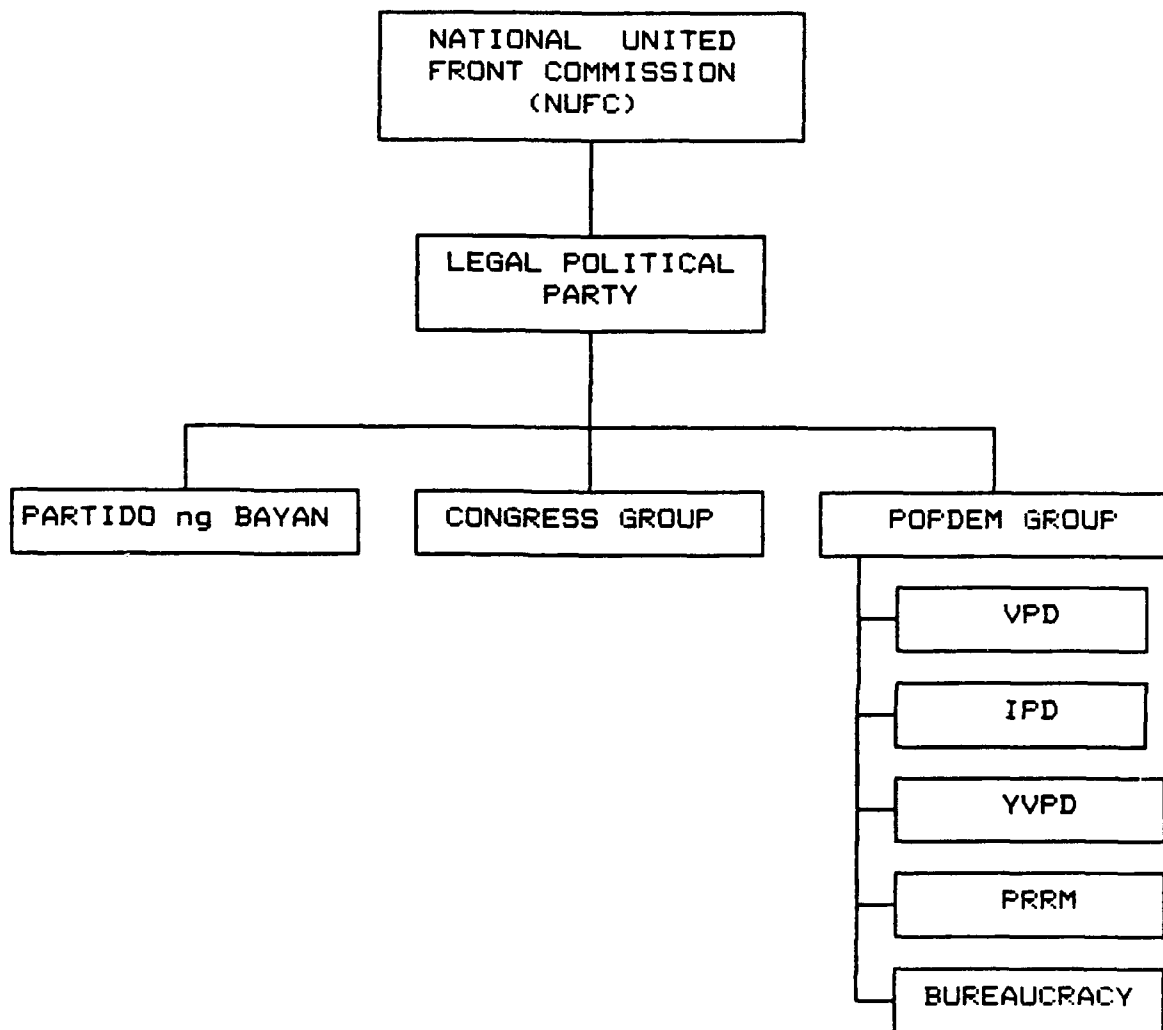 NATIONAL UNITED
FRONT COMMISSION
(NUFC)
LEGAL POLITICAL
PARTY
PARTIDO ng BAYAN
CONGRESS GROUP
POPDEM GROUP
VPD
IPD
YVPD
PRRM
BUREAUCRACY